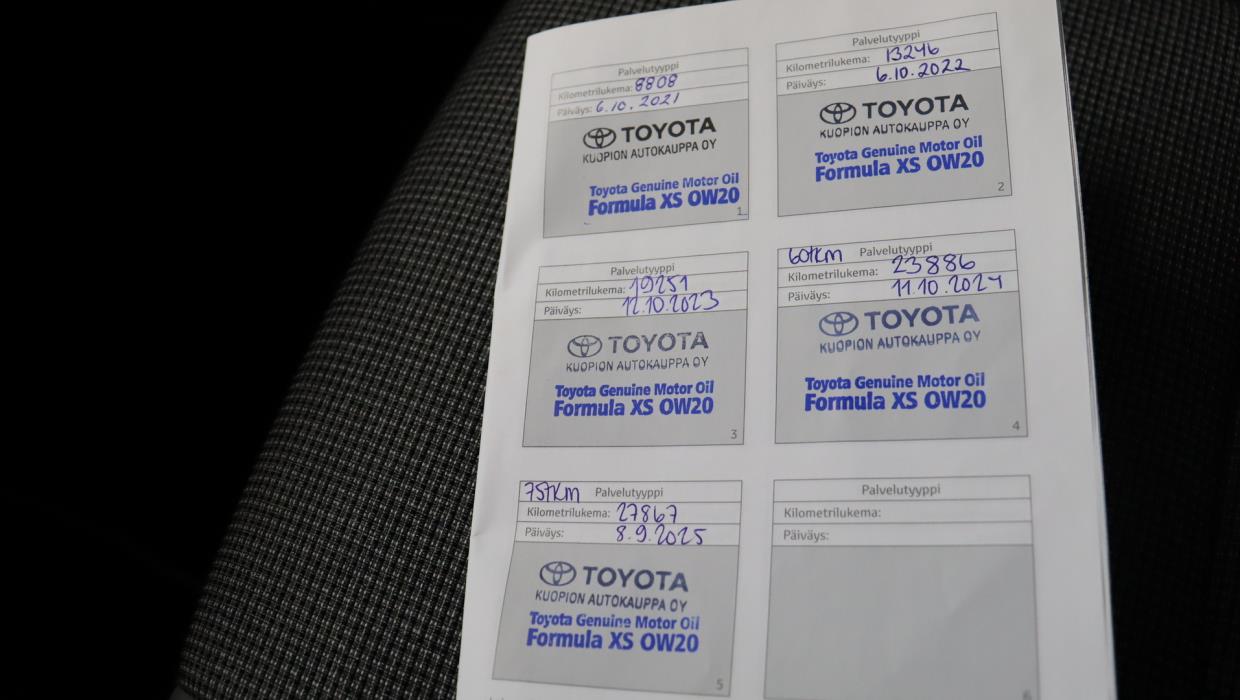 Palvelutyyppi
Kilometrilukema: 8808
Päiväys: 6.10.2021
TOYOTA
KUOPION AUTOKAUPPA OY
Toyota Genuine Motor Oil
Formula XS 0W20
1
Palvelutyyppi
Kilometrilukema: 13246
Päiväys: 6.10.2022
TOYOTA
KUOPION AUTOKAUPPA OY
Toyota Genuine Motor Oil
Formula XS 0W20
2
Palvelutyyppi
Kilometrilukema: 19251
Päiväys: 12.10.2023
TOYOTA
KUOPION AUTOKAUPPA OY
Toyota Genuine Motor Oil
Formula XS 0W20
3
60tkm Palvelutyyppi
Kilometrilukema: 23886
Päiväys: 11.10.2024
TOYOTA
KUOPION AUTOKAUPPA OY
Toyota Genuine Motor Oil
Formula XS 0W20
4
75tkm Palvelutyyppi
Kilometrilukema: 27867
Päiväys: 8.9.2025
TOYOTA
KUOPION AUTOKAUPPA OY
Toyota Genuine Motor Oil
Formula XS 0W20
5
Palvelutyyppi
Kilometrilukema:
Päiväys: